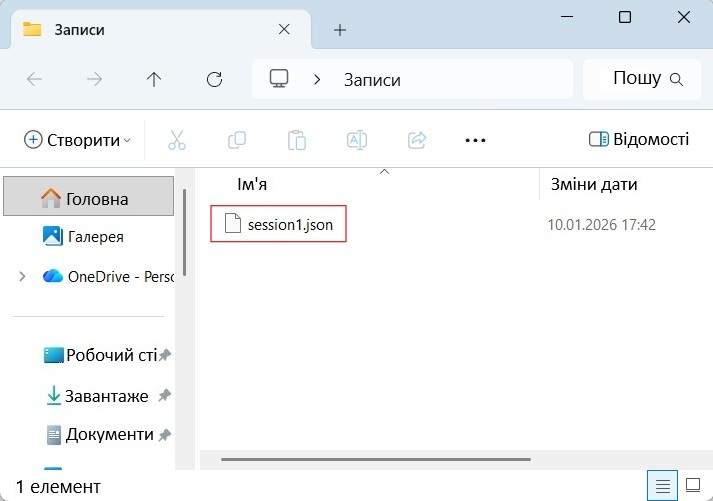 Записи
Записи
Пошу
Створити
Відомості
Ім'я
Зміни дати
Головна
session1.json
10.01.2026 17:42
Галерея
OneDrive - Persc
Робочий сті
Завантаже
Документи
1 елемент